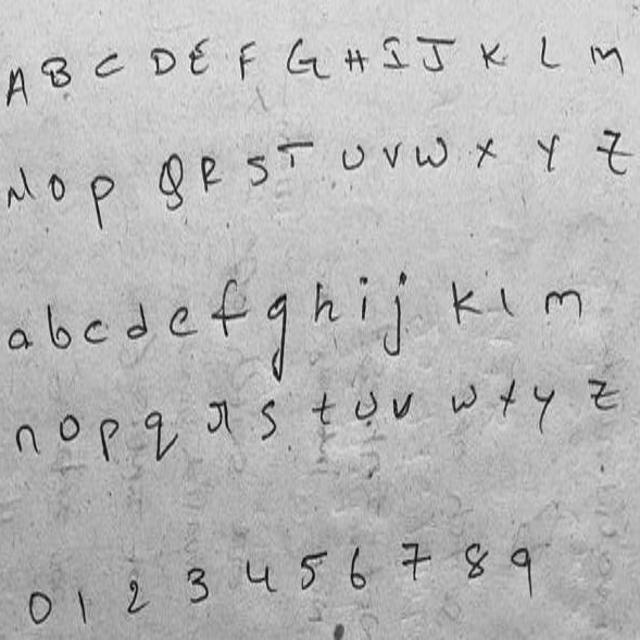 A B C D E F G H I J K L M
N O P Q R S T U V W X Y Z
a b c d e f g h i j k l m
n o p q r s t u v w x y z
0 1 2 3 4 5 6 7 8 9